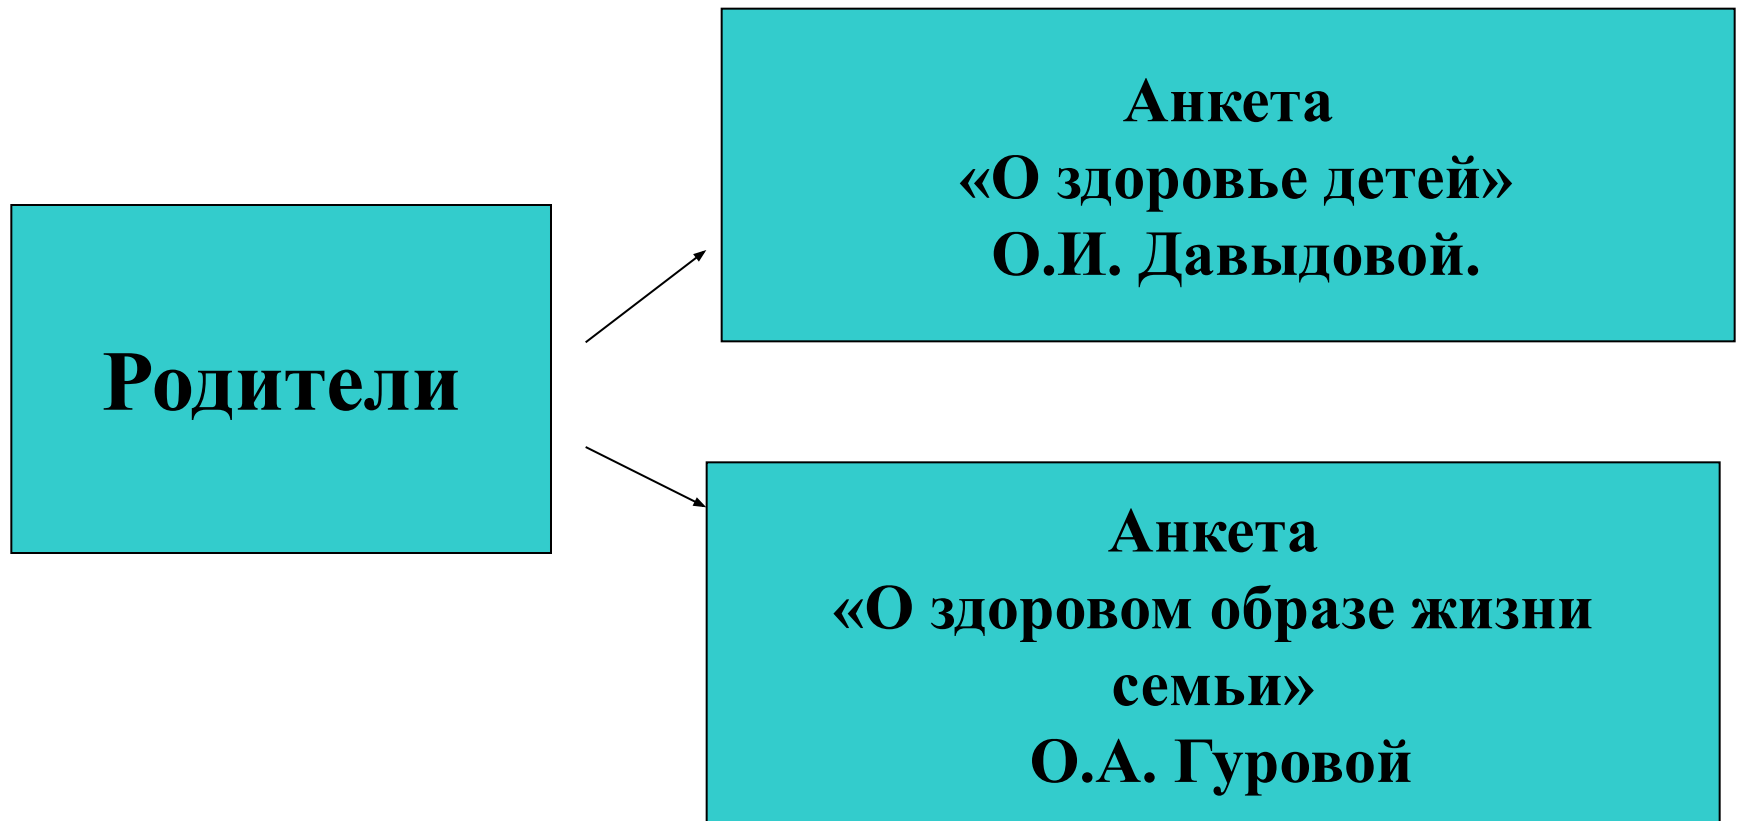 Родители
Анкета
«О здоровье детей»
О.И. Давыдовой.
Анкета
«О здоровом образе жизни
семьи»
О.А. Гуровой